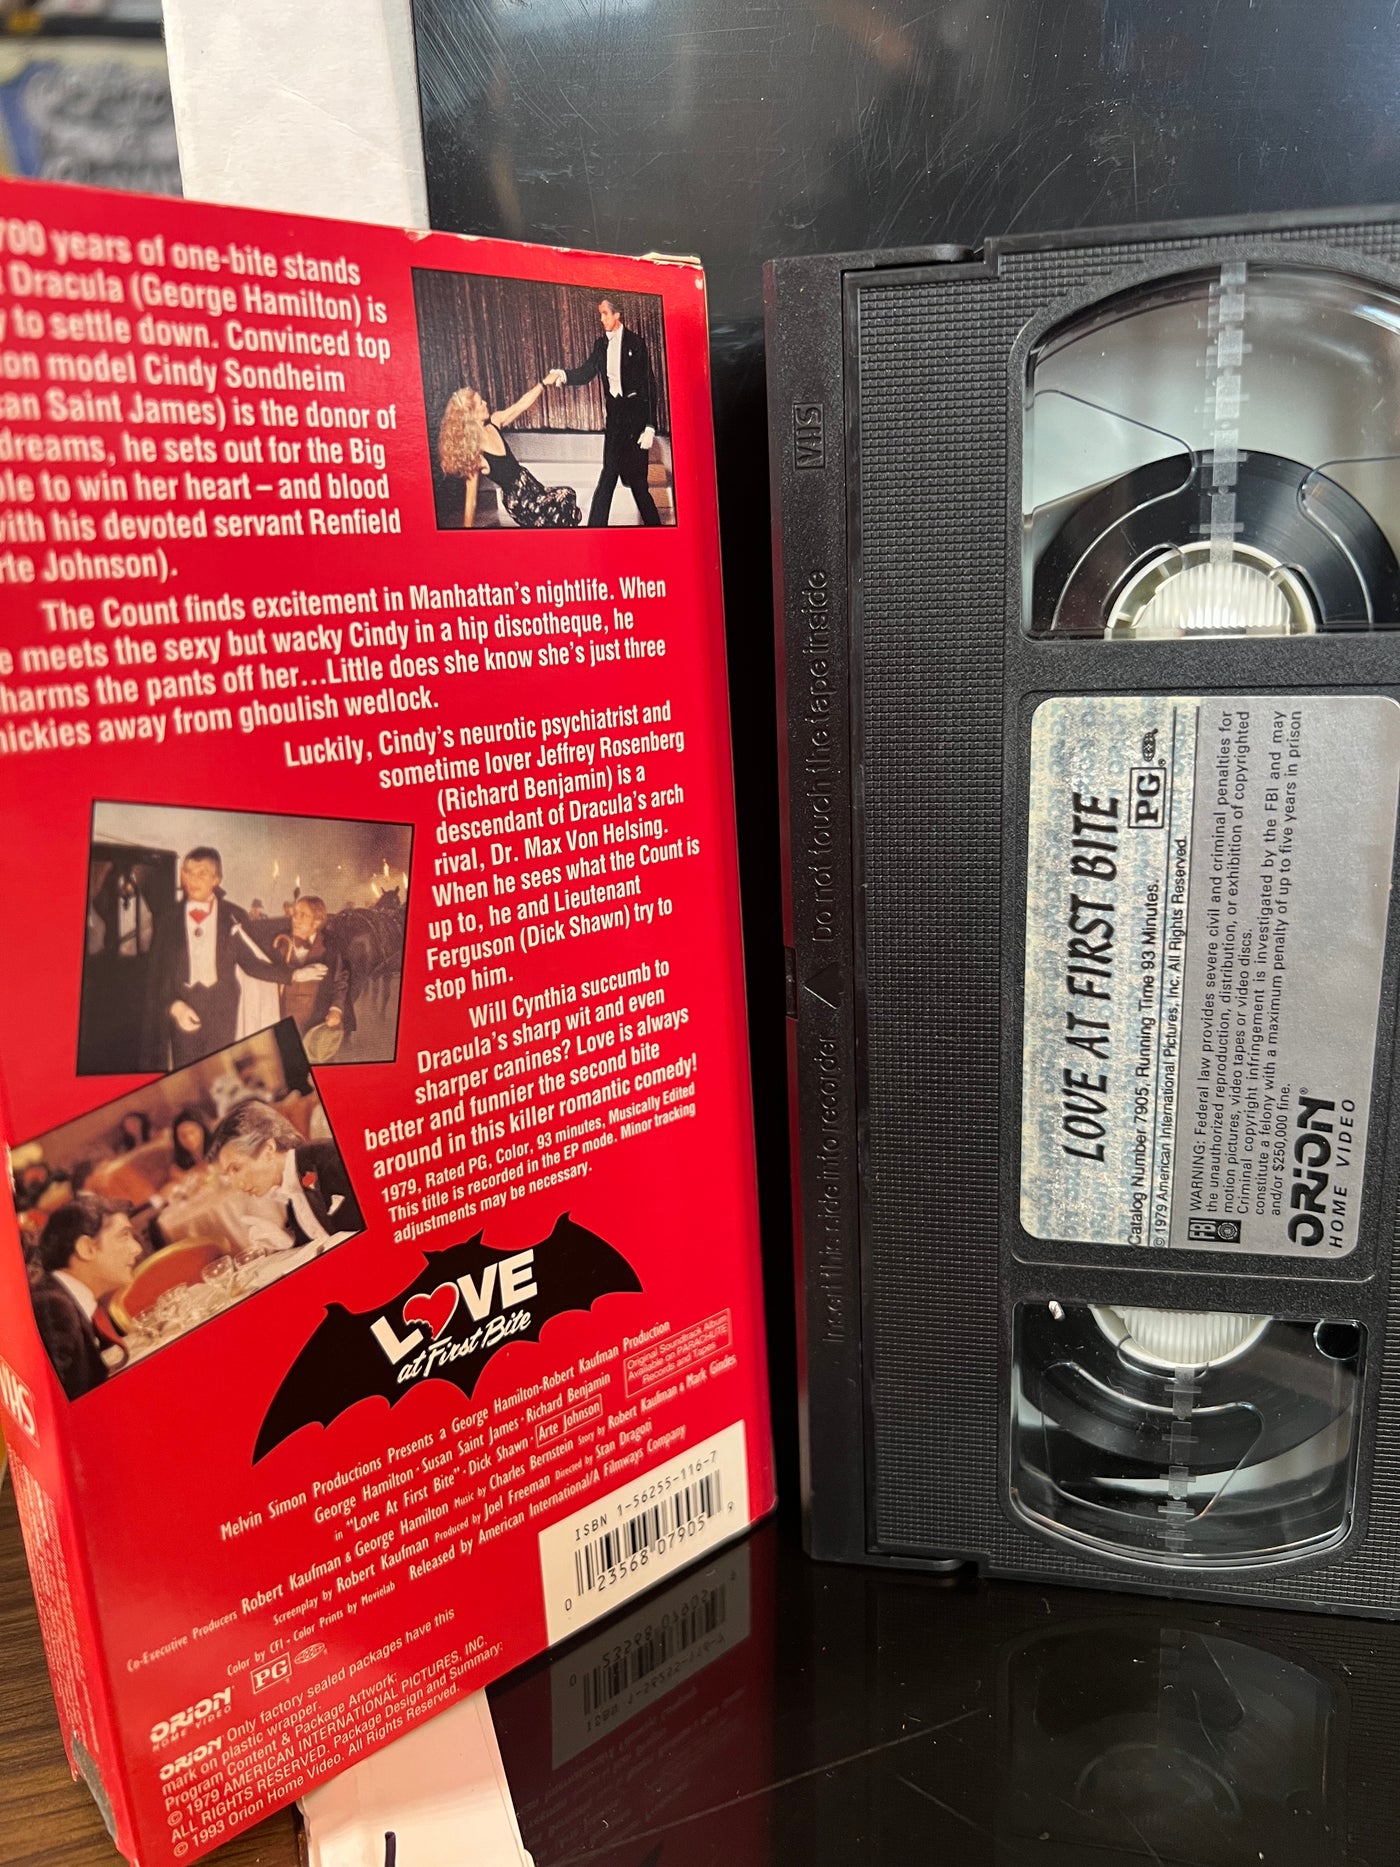 700 years of one-bite stands
Dracula (George Hamilton) is
to settle down. Convinced top
ion model Cindy Sondheim
san Saint James) is the donor of
dreams, he sets out for the Big
ple to win her heart – and blood
with his devoted servant Renfield
rte Johnson).
The Count finds excitement in Manhattan's nightlife. When
e meets the sexy but wacky Cindy in a hip discotheque, he
harms the pants off her...Little does she know she's just three
hickies away from ghoulish wedlock.
Luckily, Cindy's neurotic psychiatrist and
sometime lover Jeffrey Rosenberg
(Richard Benjamin) is a
descendant of Dracula's arch
rival, Dr. Max Von Helsing.
When he sees what the Count is
up to, he and Lieutenant
Ferguson (Dick Shawn) try to
stop him.
Will Cynthia succumb to
Dracula's sharp wit and even
sharper canines? Love is always
better and funnier the second bite
around in this killer romantic comedy!
1979, Rated PG, Color, 93 minutes, Musically Edited
This title is recorded in the EP mode. Minor tracking
adjustments may be necessary.
LOVE
at First Bite
Melvin Simon Productions Presents a George Hamilton-Robert Kaufman Production
George Hamilton · Susan Saint James · Richard Benjamin
in "Love At First Bite" · Dick Shawn · Arte Johnson
Original Soundtrack Album
Available on PARACHUTE
Records and Tapes
Co-Executive Producers Robert Kaufman & George Hamilton Music by Charles Bernstein Story by Robert Kaufman & Mark Gindes
Screenplay by Robert Kaufman Produced by Joel Freeman Directed by Stan Dragoti
Color by CFI - Color Prints by Movielab Released by American International/A Filmways Company
PG
ORION
HOME VIDEO
ORION Only factory sealed packages have this
mark on plastic wrapper.
Program Content & Package Artwork:
© 1979 AMERICAN INTERNATIONAL PICTURES, INC.
ALL RIGHTS RESERVED. Package Design and Summary:
© 1993 Orion Home Video. All Rights Reserved.
ISBN 1-56255-116-7
0 23568 07905 9
VHS
VHS
Do not touch the tape inside
Insert this side into recorder
LOVE AT FIRST BITE
PG
Catalog Number 7905, Running Time 93 Minutes.
© 1979 American International Pictures, Inc. All Rights Reserved.
FBI
WARNING: Federal law provides severe civil and criminal penalties for
the unauthorized reproduction, distribution, or exhibition of copyrighted
motion pictures, video tapes or video discs.
Criminal copyright infringement is investigated by the FBI and may
constitute a felony with a maximum penalty of up to five years in prison
and/or $250,000 fine.
ORION
HOME VIDEO